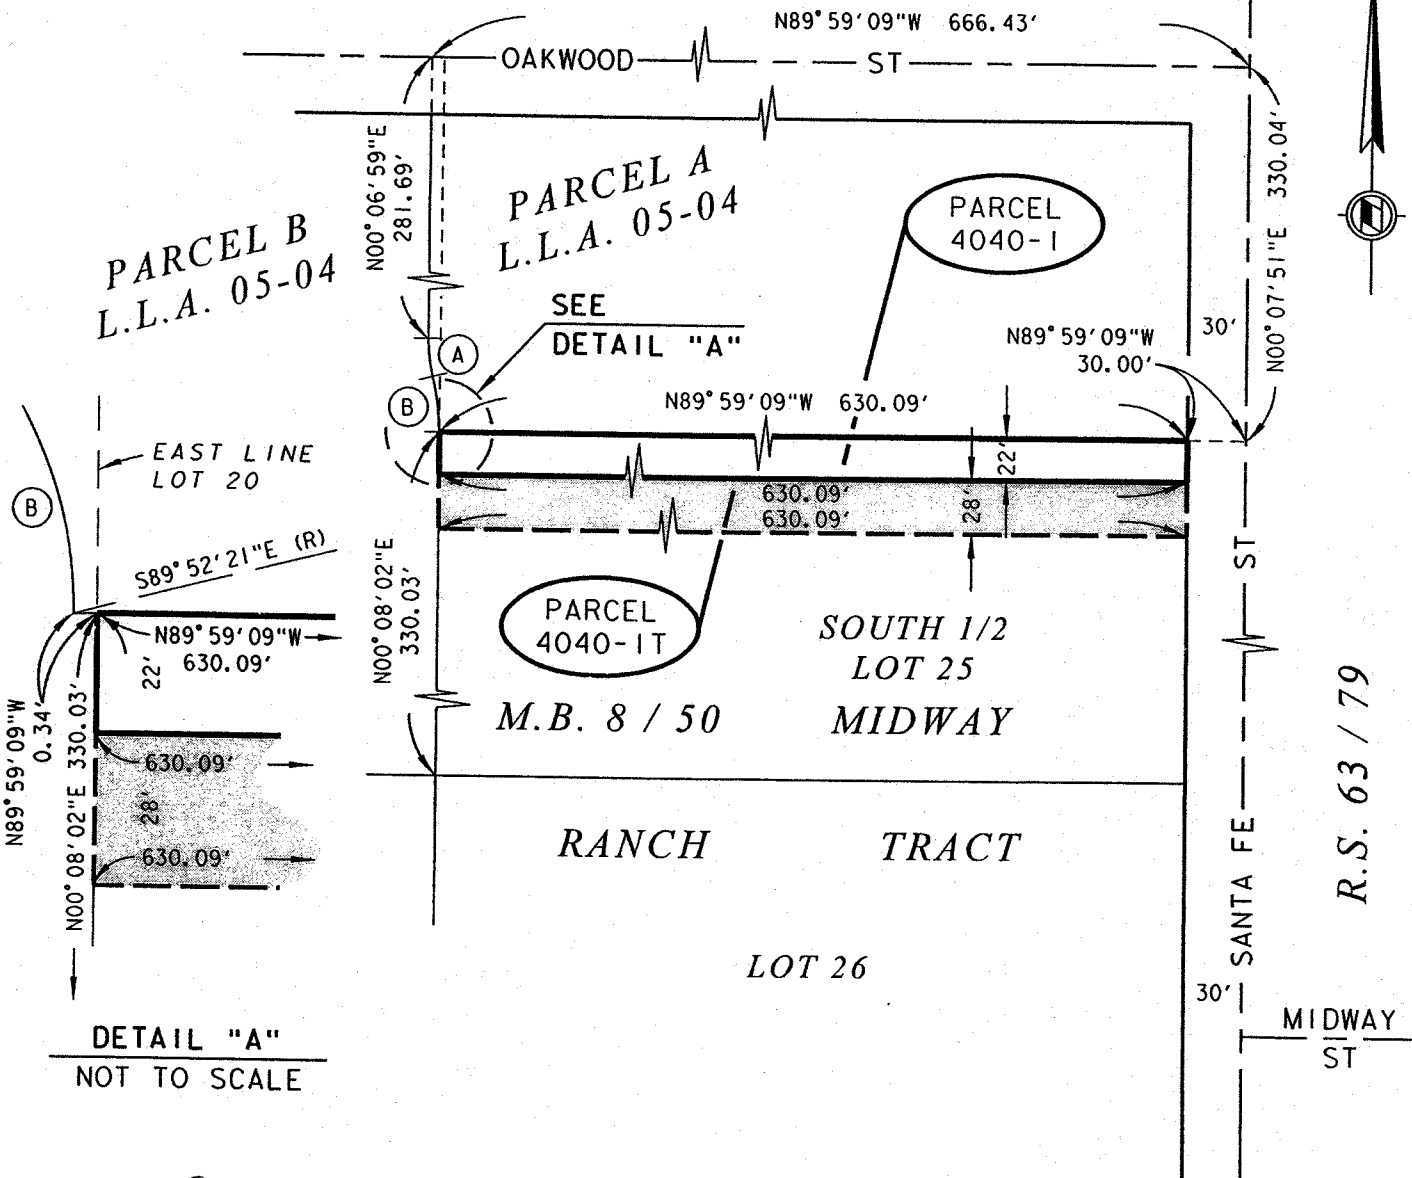 N89°59'09"W 666.43'
OAKWOOD ST
N00°06'59"E
281.69'
PARCEL A
L.L.A. 05-04
PARCEL B
L.L.A. 05-04
PARCEL
4040-1
N00°07'51"E 330.04'
30'
SEE
DETAIL "A"
A
B
N89°59'09"W
30.00'
N89°59'09"W 630.09'
22'
28'
630.09'
630.09'
EAST LINE
LOT 20
B
S89°52'21"E (R)
N89°59'09"W
630.09'
22'
N89°59'09"W
0.34'
N00°08'02"E 330.03'
630.09'
28'
630.09'
N00°08'02"E
330.03'
PARCEL
4040-1T
SOUTH 1/2
LOT 25
M.B. 8 / 50 MIDWAY
RANCH TRACT
LOT 26
SANTA FE ST
R.S. 63 / 79
30'
MIDWAY
ST
DETAIL "A"
NOT TO SCALE